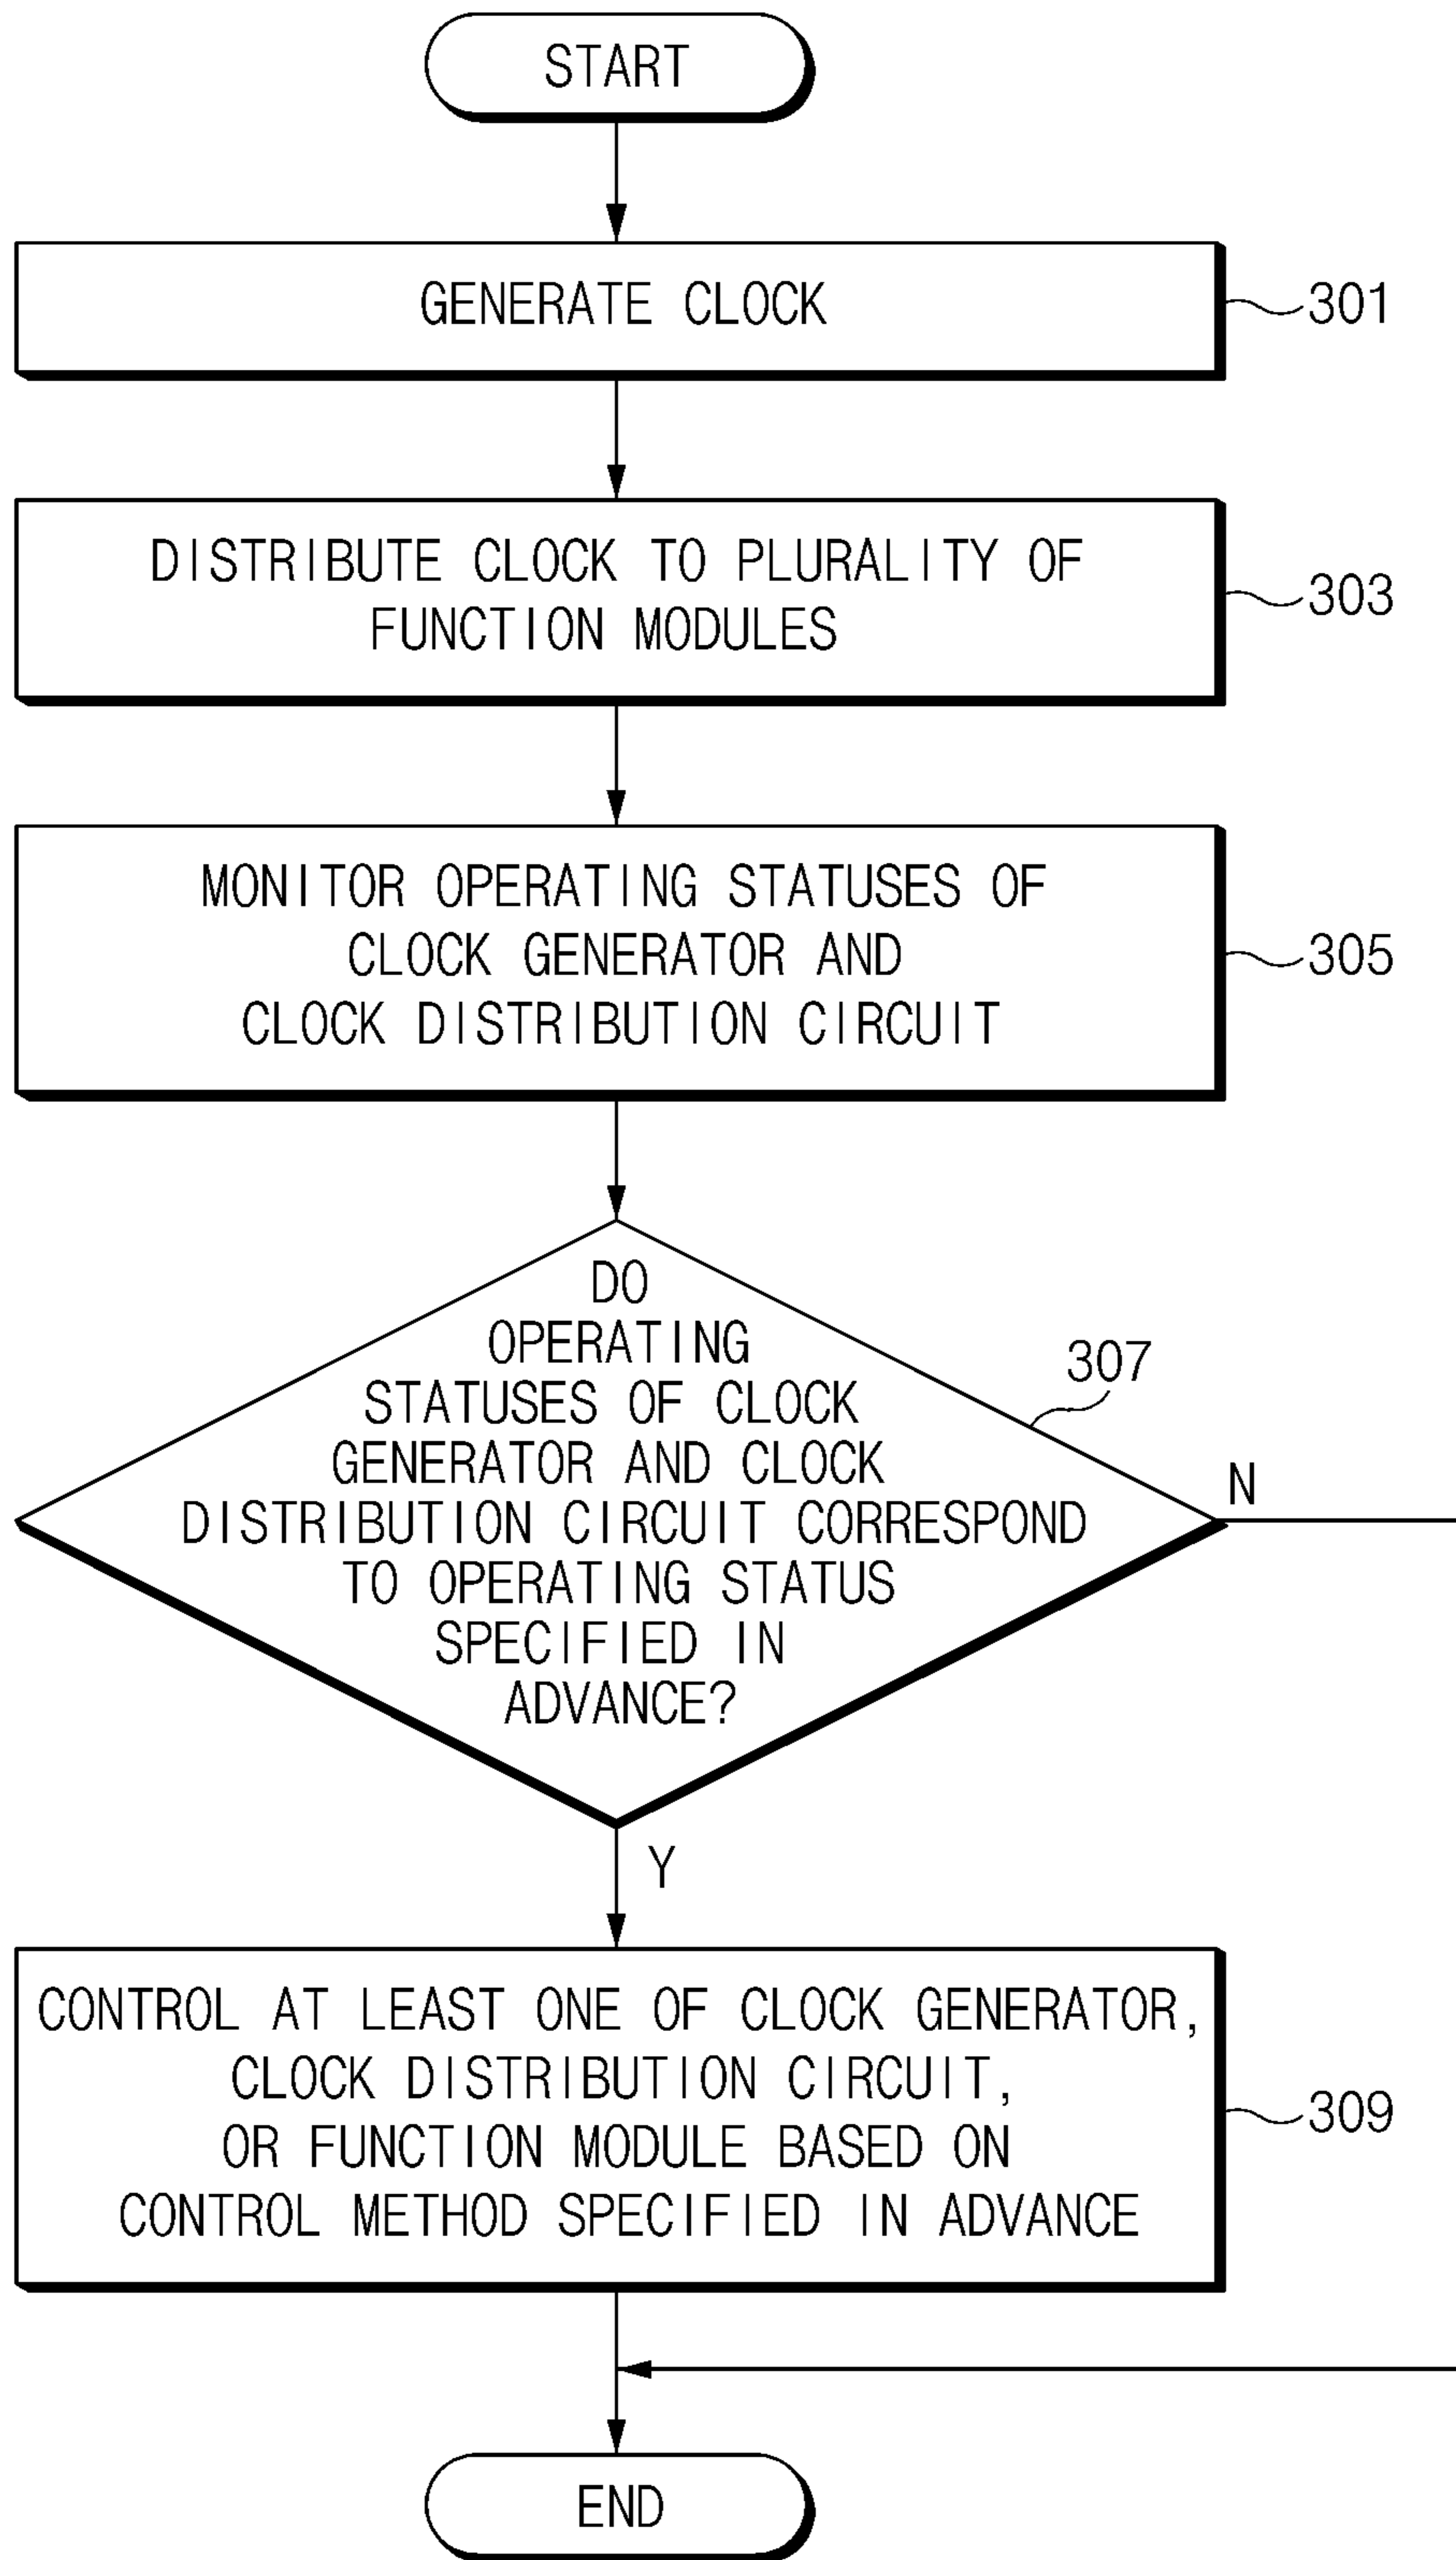 START
GENERATE CLOCK
301
DISTRIBUTE CLOCK TO PLURALITY OF
FUNCTION MODULES
303
MONITOR OPERATING STATUSES OF
CLOCK GENERATOR AND
CLOCK DISTRIBUTION CIRCUIT
305
DO
OPERATING
STATUSES OF CLOCK
GENERATOR AND CLOCK
DISTRIBUTION CIRCUIT CORRESPOND
TO OPERATING STATUS
SPECIFIED IN
ADVANCE?
307
N
Y
CONTROL AT LEAST ONE OF CLOCK GENERATOR,
CLOCK DISTRIBUTION CIRCUIT,
OR FUNCTION MODULE BASED ON
CONTROL METHOD SPECIFIED IN ADVANCE
309
END